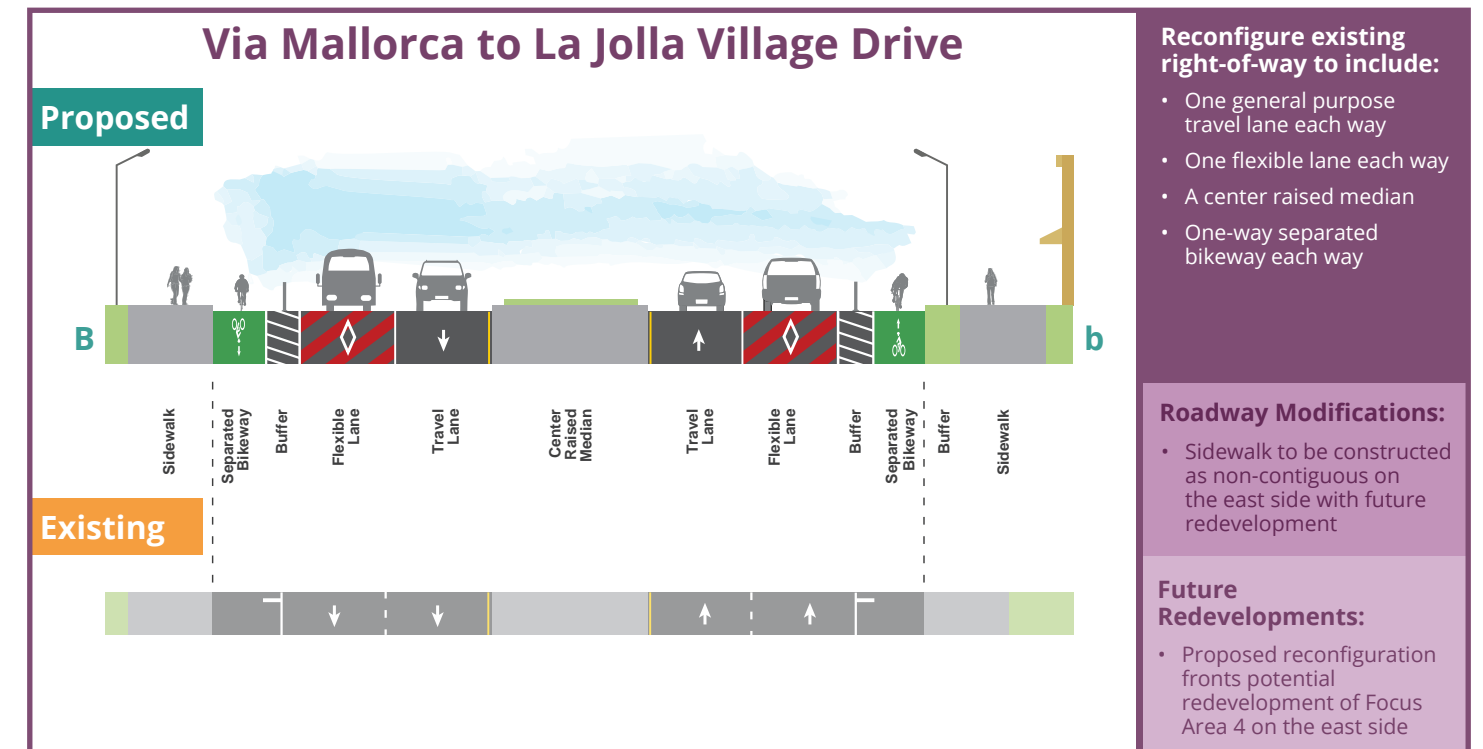 Via Mallorca to La Jolla Village Drive
Proposed
B
b
Sidewalk
Separated
Bikeway
Buffer
Flexible
Lane
Travel
Lane
Center
Raised
Median
Travel
Lane
Flexible
Lane
Buffer
Separated
Bikeway
Buffer
Sidewalk
Existing
Reconfigure existing
right-of-way to include:
• One general purpose
travel lane each way
• One flexible lane each way
• A center raised median
• One-way separated
bikeway each way
Roadway Modifications:
• Sidewalk to be constructed
as non-contiguous on
the east side with future
redevelopment
Future
Redevelopments:
• Proposed reconfiguration
fronts potential
redevelopment of Focus
Area 4 on the east side